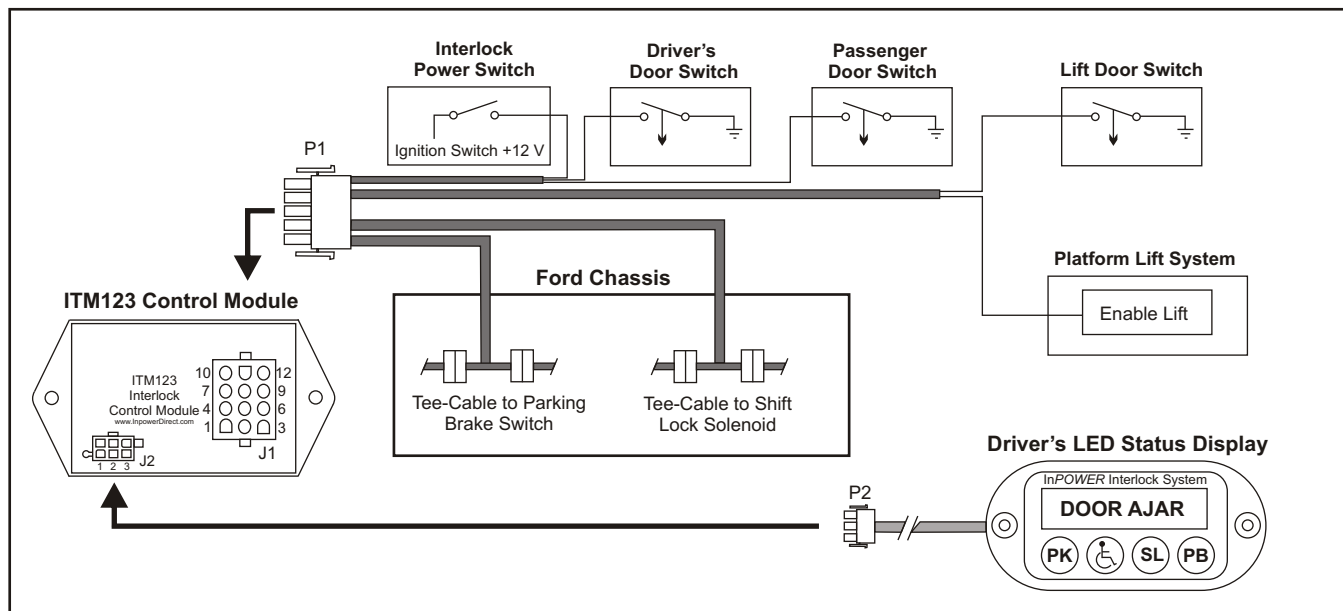 Interlock
Power Switch
Driver's
Door Switch
Passenger
Door Switch
Lift Door Switch
Ignition Switch +12 V
P1
Platform Lift System
Enable Lift
Ford Chassis
Tee-Cable to Parking
Brake Switch
Tee-Cable to Shift
Lock Solenoid
ITM123 Control Module
ITM123
Interlock
Control Module
www.InpowerDirect.com
10 12
7 9
4 6
1 3
J1
J2
1 2 3
Driver's LED Status Display
P2
InPOWER Interlock System
DOOR AJAR
PK SL PB